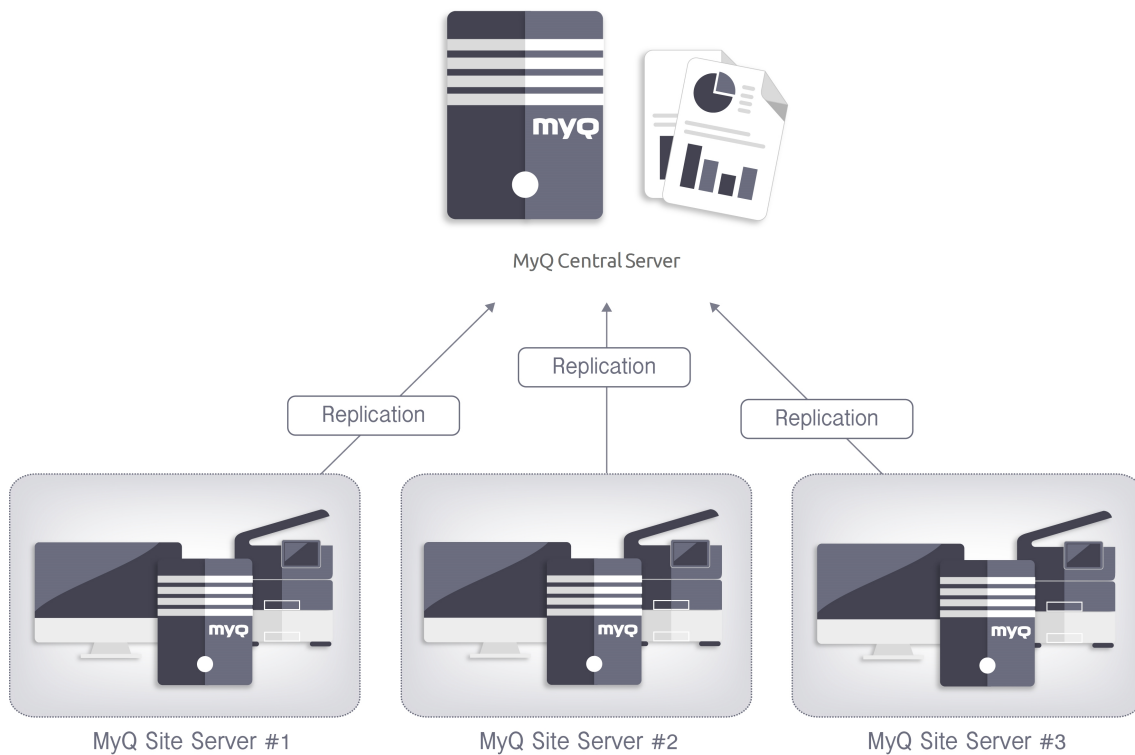 myQ
MyQ Central Server
Replication
Replication
Replication
myQ
myQ
myQ
MyQ Site Server #1
MyQ Site Server #2
MyQ Site Server #3